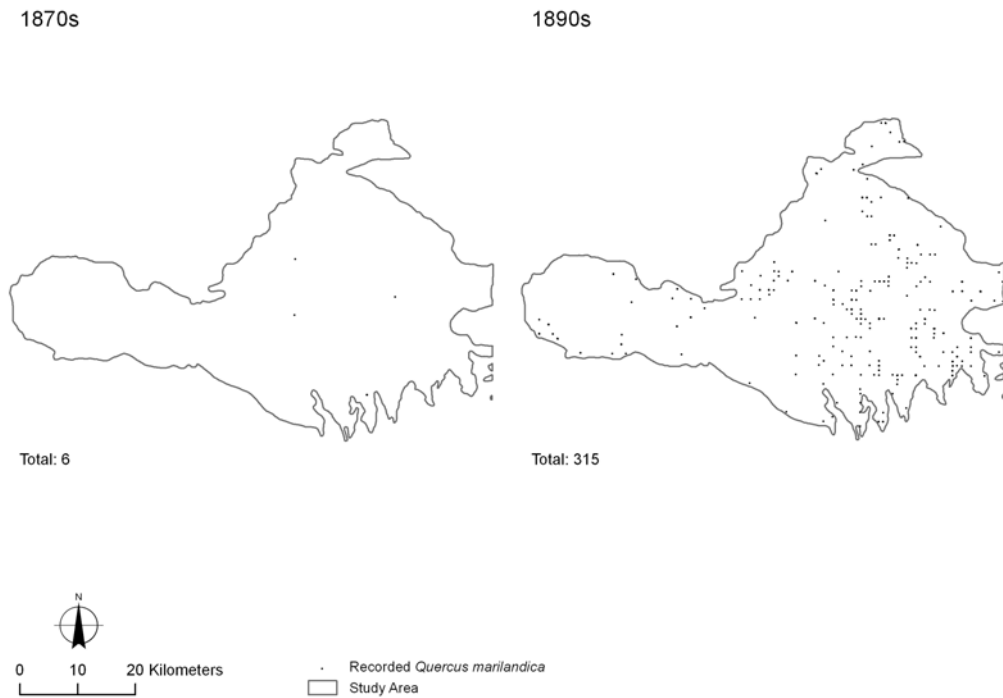 1870s
1890s
Total: 6
Total: 315
N
0 10 20 Kilometers
Recorded Quercus marilandica
Study Area